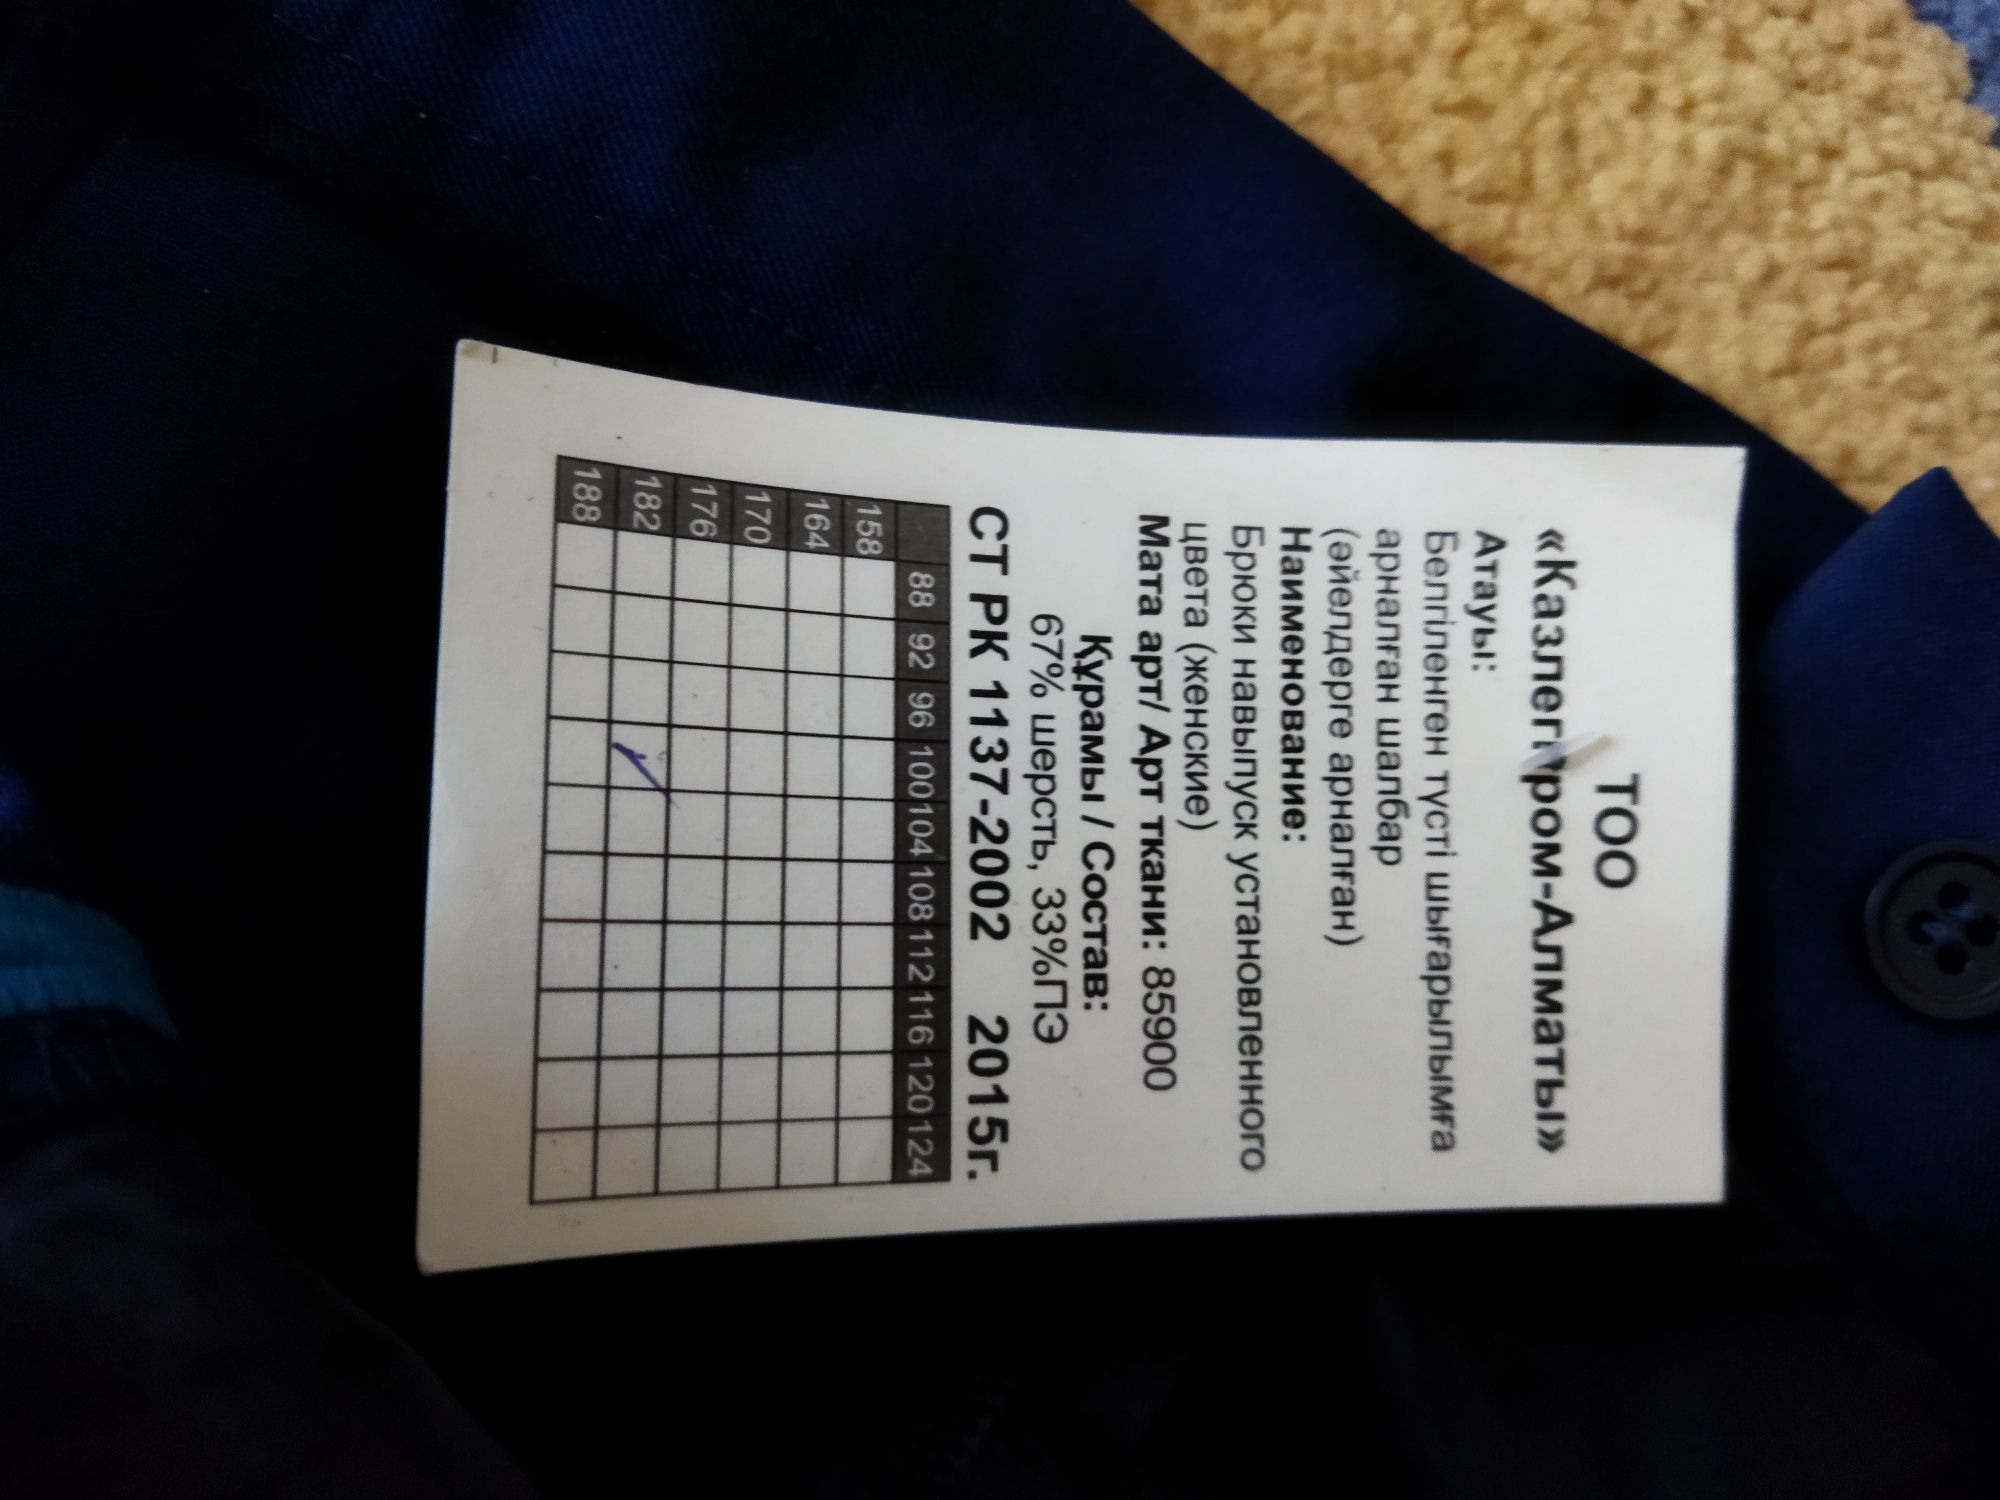 ТОО
«Казлегпром-Алматы»
Атауы:
Белгіленген түсті шығарылымға
арналған шалбар
(әйелдерге арналған)
Наименование:
Брюки навыпуск установленного
цвета (женские)
Мата арт/ Арт ткани: 85900
Құрамы / Состав:
67% шерсть, 33%ПЭ
СТ РК 1137-2002 2015г.
88 92 96 100 104 108 112 116 120 124
158
164
170
176
182
188